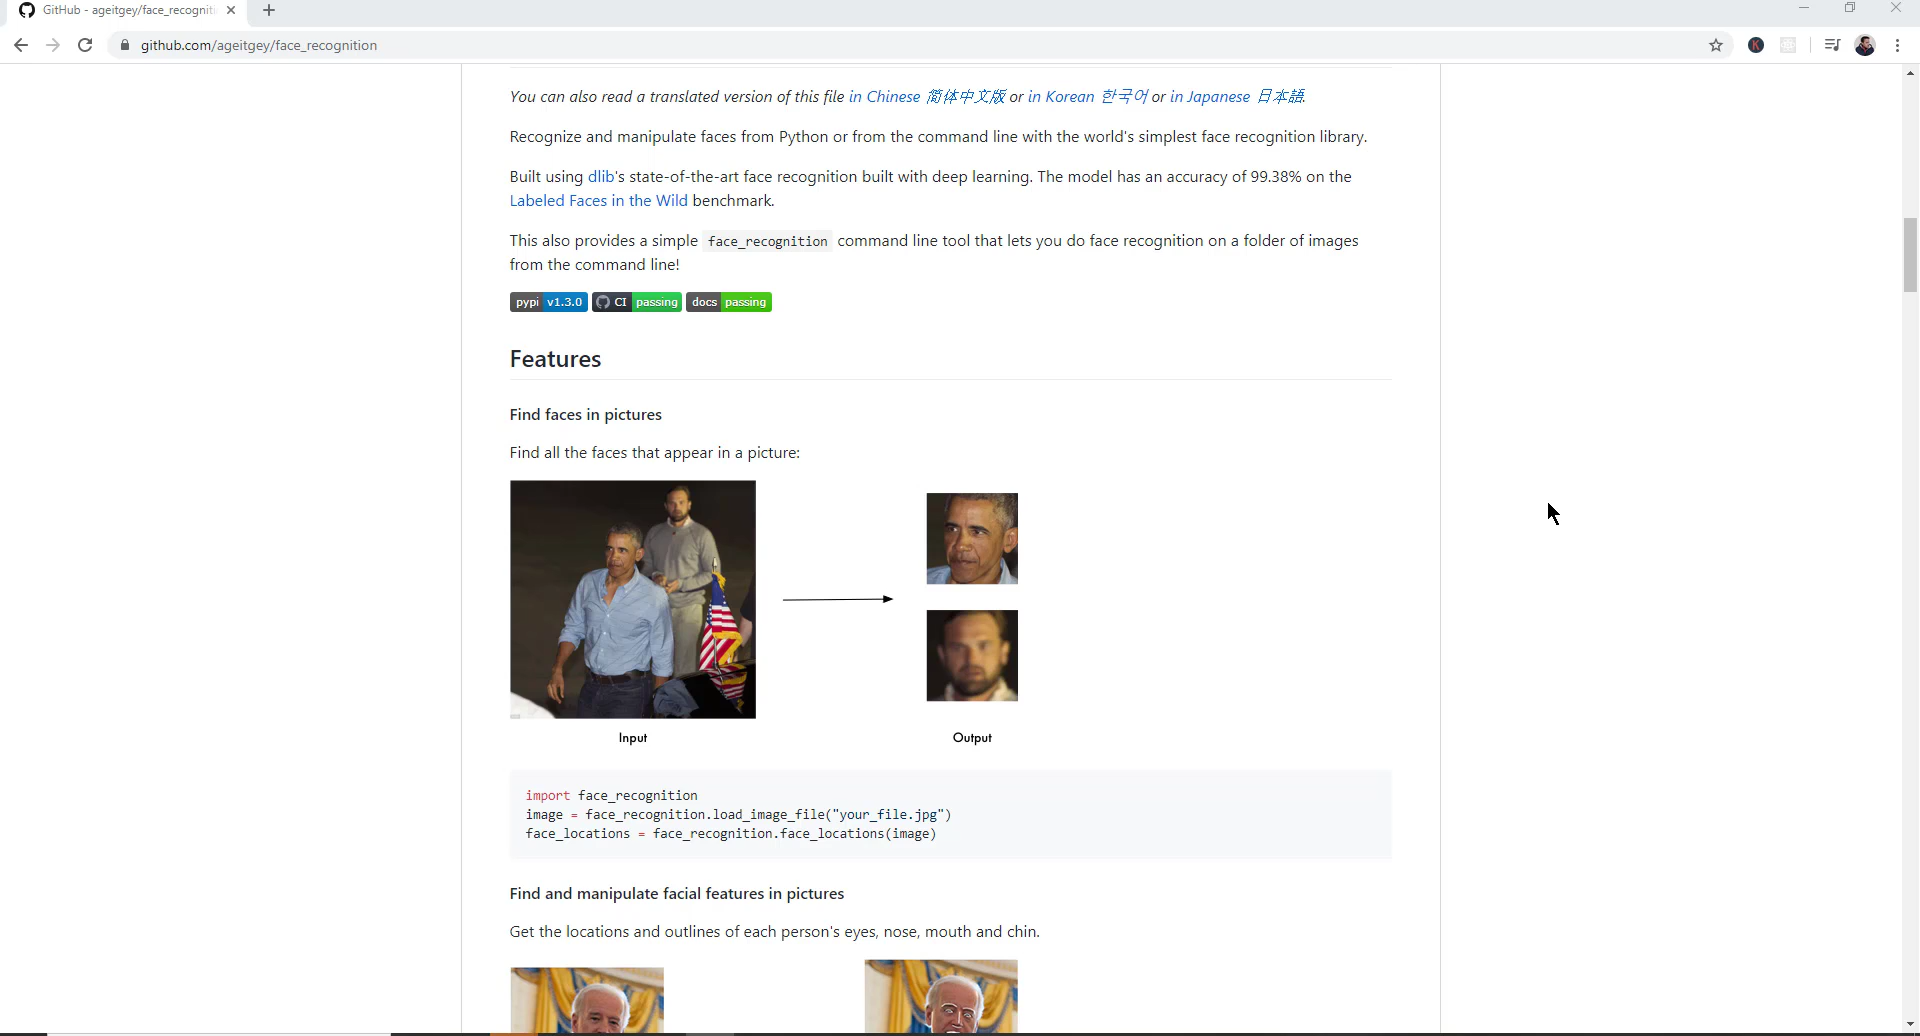 GitHub - ageitgey/face_recogniti
github.com/ageitgey/face_recognition
K
You can also read a translated version of this file in Chinese 简体中文版 or in Korean 한국어 or in Japanese 日本語.
Recognize and manipulate faces from Python or from the command line with the world's simplest face recognition library.
Built using dlib's state-of-the-art face recognition built with deep learning. The model has an accuracy of 99.38% on the
Labeled Faces in the Wild benchmark.
This also provides a simple face_recognition command line tool that lets you do face recognition on a folder of images
from the command line!
pypi v1.3.0 CI passing docs passing
Features
Find faces in pictures
Find all the faces that appear in a picture:
Input Output
import face_recognition
image = face_recognition.load_image_file("your_file.jpg")
face_locations = face_recognition.face_locations(image)
Find and manipulate facial features in pictures
Get the locations and outlines of each person's eyes, nose, mouth and chin.